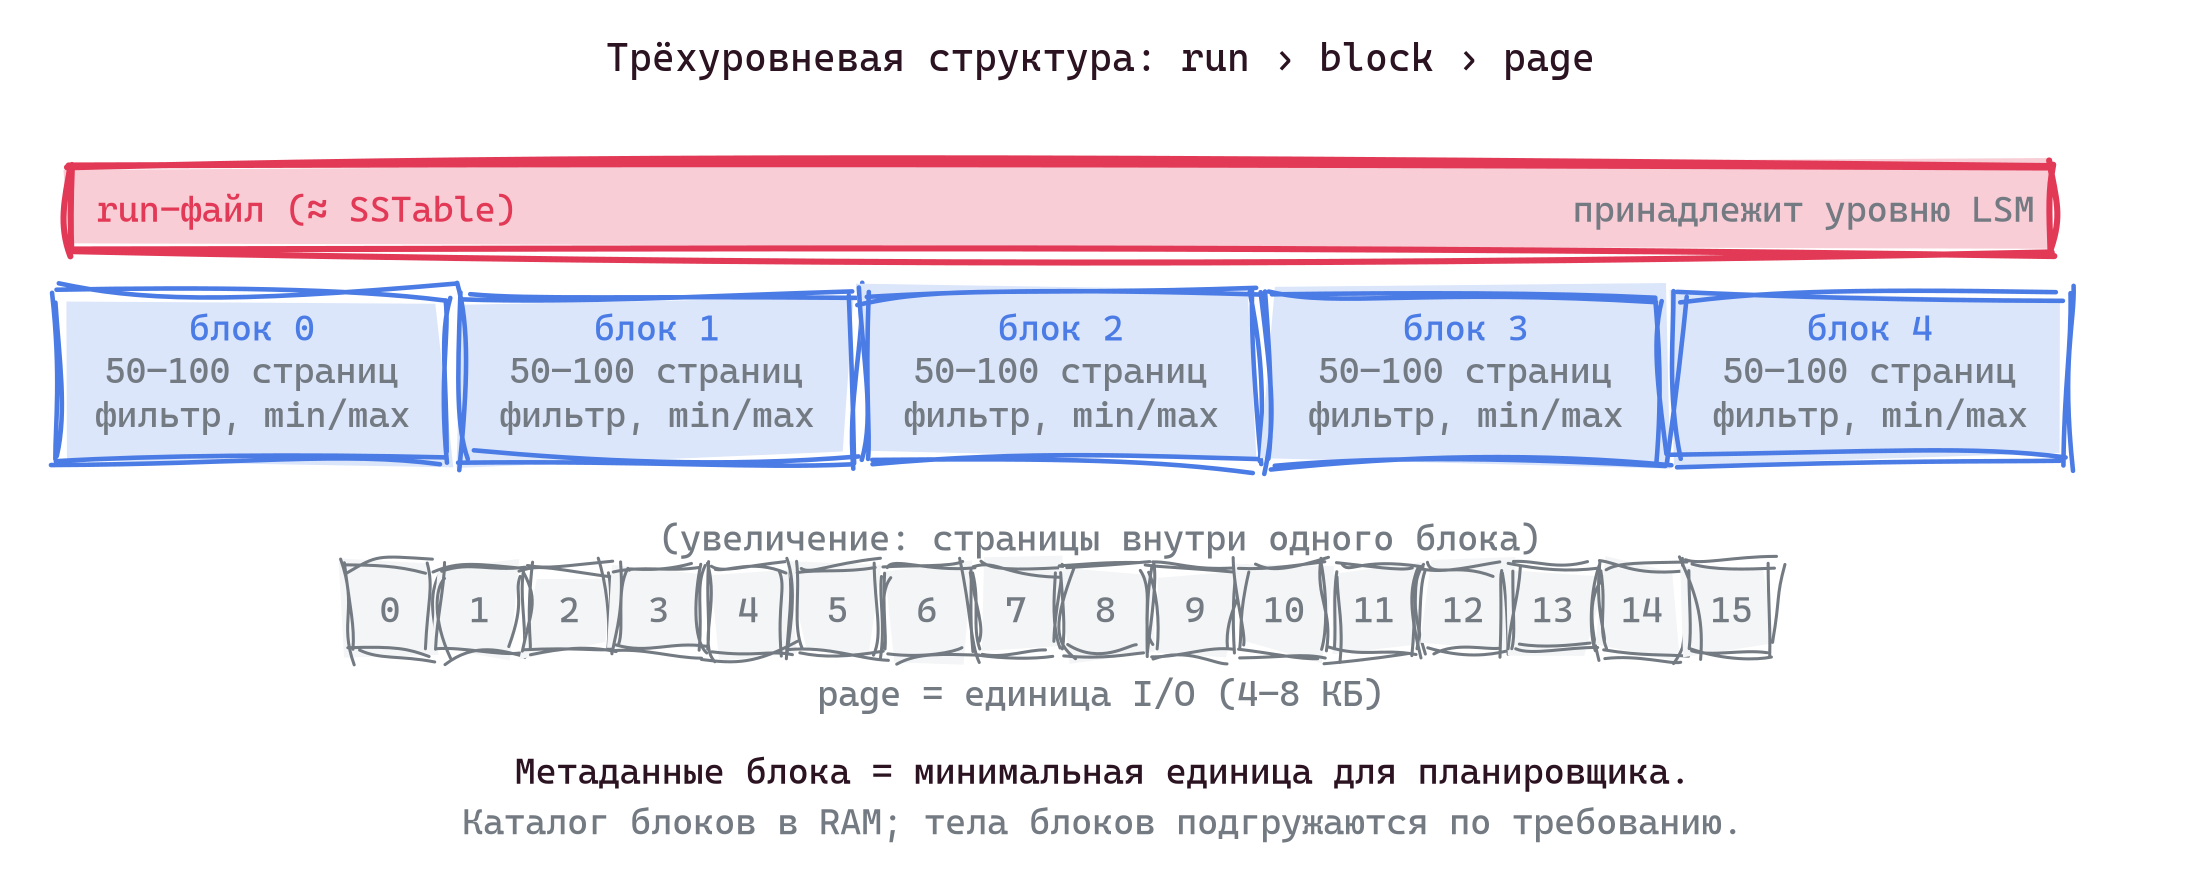 Трёхуровневая структура: run › block › page
run-файл (≈ SSTable) принадлежит уровню LSM
блок 0 блок 1 блок 2 блок 3 блок 4
50–100 страниц 50–100 страниц 50–100 страниц 50–100 страниц 50–100 страниц
фильтр, min/max фильтр, min/max фильтр, min/max фильтр, min/max фильтр, min/max
(увеличение: страницы внутри одного блока)
0 1 2 3 4 5 6 7 8 9 10 11 12 13 14 15
page = единица I/O (4–8 КБ)
Метаданные блока = минимальная единица для планировщика.
Каталог блоков в RAM; тела блоков подгружаются по требованию.